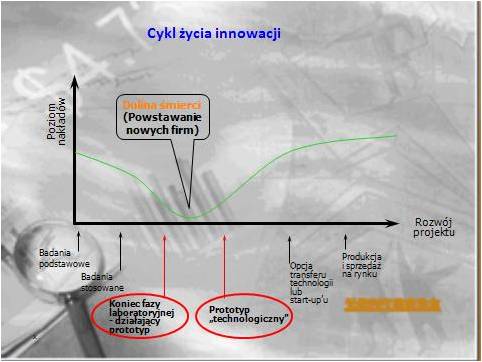 Cykl życia innowacji
Poziom
nakładów
Dolina śmierci
(Powstawanie
nowych firm)
Rozwój
projektu
Badania
podstawowe
Badania
stosowane
Koniec fazy
laboratoryjnej
- działający
prototyp
Prototyp
„technologiczny”
Opcja
transferu
technologii
lub
start-up'u
Produkcja
i sprzedaż
na rynku